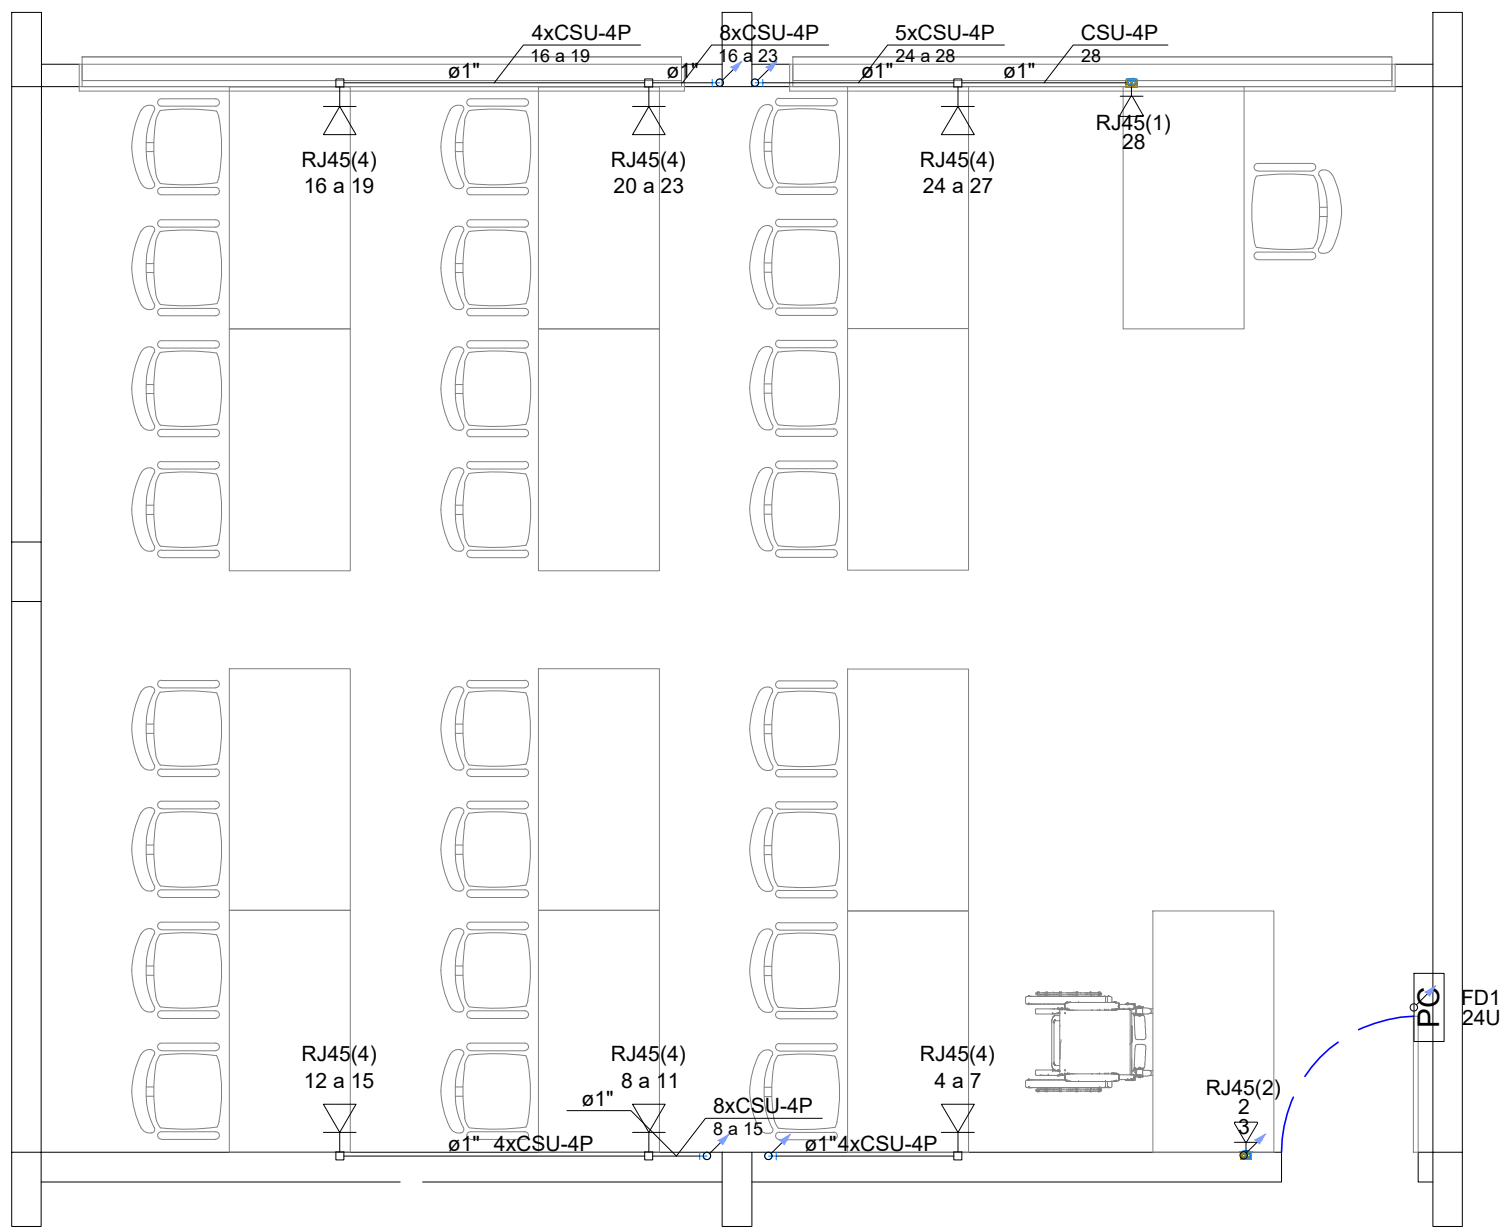 4xCSU-4P
16 a 19
8xCSU-4P
16 a 23
5xCSU-4P
24 a 28
CSU-4P
28
ø1"
ø1"
ø1"
ø1"
RJ45(4)
16 a 19
RJ45(4)
20 a 23
RJ45(4)
24 a 27
RJ45(1)
28
PC
FD1
24U
RJ45(4)
12 a 15
RJ45(4)
8 a 11
RJ45(4)
4 a 7
RJ45(2)
2
3
ø1"
8xCSU-4P
8 a 15
ø1" 4xCSU-4P
ø1" 4xCSU-4P